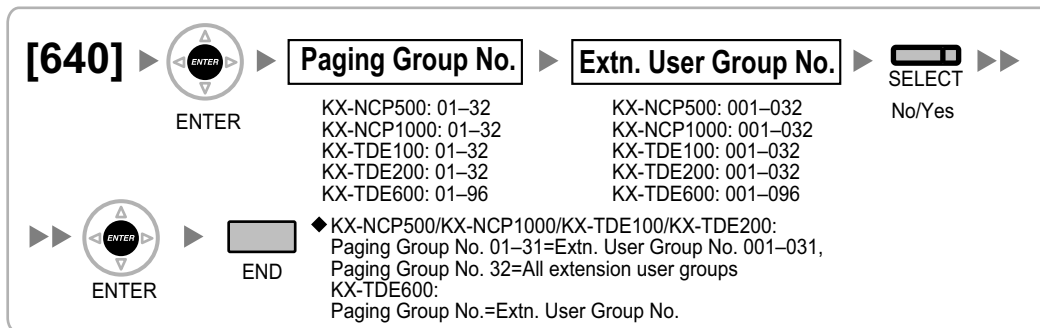 [640] ENTER Paging Group No. Extn. User Group No. SELECT
ENTER
No/Yes
KX-NCP500: 01–32
KX-NCP1000: 01–32
KX-TDE100: 01–32
KX-TDE200: 01–32
KX-TDE600: 01–96
KX-NCP500: 001–032
KX-NCP1000: 001–032
KX-TDE100: 001–032
KX-TDE200: 001–032
KX-TDE600: 001–096
ENTER
ENTER
END
◆KX-NCP500/KX-NCP1000/KX-TDE100/KX-TDE200:
Paging Group No. 01–31=Extn. User Group No. 001–031,
Paging Group No. 32=All extension user groups
KX-TDE600:
Paging Group No.=Extn. User Group No.